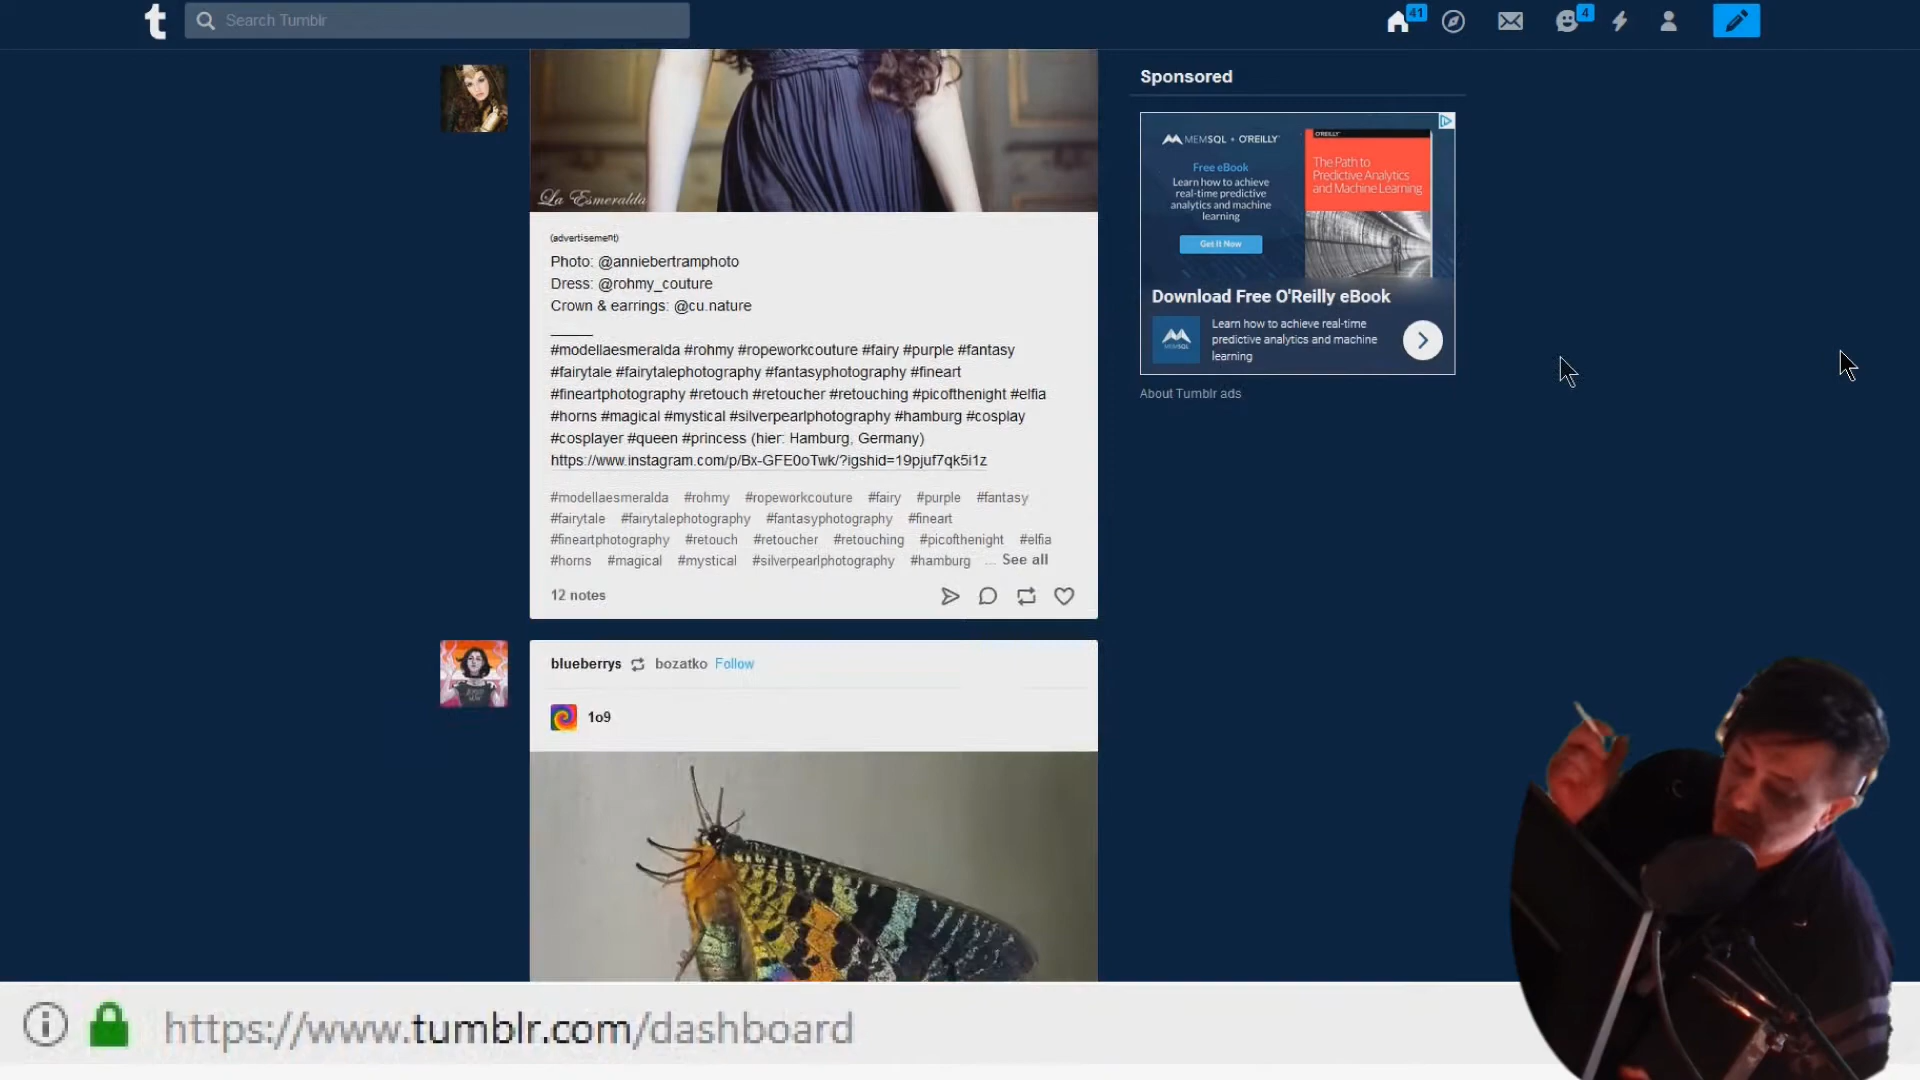 t
Search Tumblr
41
4
La Esmeralda
(advertisement)
Photo: @anniebertramphoto
Dress: @rohmy_couture
Crown & earrings: @cu.nature
#modellaesmeralda #rohmy #ropeworkcouture #fairy #purple #fantasy
#fairytale #fairytalephotography #fantasyphotography #fineart
#fineartphotography #retouch #retoucher #retouching #picofthenight #elfia
#horns #magical #mystical #silverpearlphotography #hamburg #cosplay
#cosplayer #queen #princess (hier: Hamburg, Germany)
https://www.instagram.com/p/Bx-GFE0oTwk/?igshid=19pjuf7qk5i1z
#modellaesmeralda #rohmy #ropeworkcouture #fairy #purple #fantasy
#fairytale #fairytalephotography #fantasyphotography #fineart
#fineartphotography #retouch #retoucher #retouching #picofthenight #elfia
#horns #magical #mystical #silverpearlphotography #hamburg ... See all
12 notes
blueberrys bozatko Follow
1o9
Sponsored
MEMSQL + O'REILLY
Free eBook
Learn how to achieve
real-time predictive
analytics and machine
learning
Get It Now
O'REILLY
The Path to
Predictive Analytics
and Machine Learning
Download Free O'Reilly eBook
MEMSQL
Learn how to achieve real-time
predictive analytics and machine
learning
About Tumblr ads
https://www.tumblr.com/dashboard